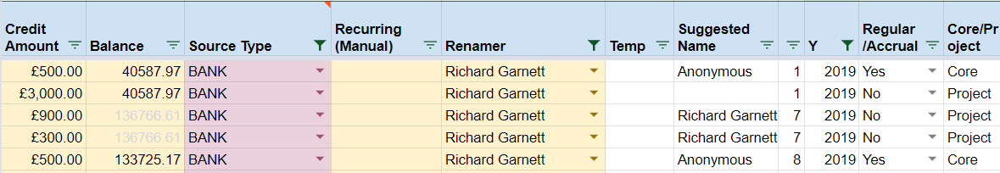 Credit Amount Balance Source Type Recurring (Manual) Renamer Temp Suggested Name Y Regular /Accrual Core/Pr oject
£500.00 40587.97 BANK Richard Garnett Anonymous 1 2019 Yes Core
£3,000.00 40587.97 BANK Richard Garnett 1 2019 No Project
£900.00 136766.61 BANK Richard Garnett Richard Garnett 7 2019 No Project
£300.00 136766.61 BANK Richard Garnett Richard Garnett 7 2019 No Project
£500.00 133725.17 BANK Richard Garnett Anonymous 8 2019 Yes Core